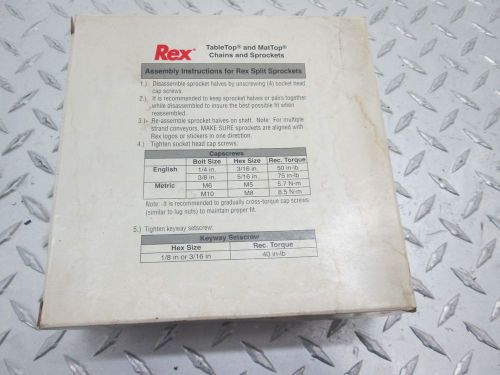 Rex®
TableTop® and MatTop®
Chains and Sprockets
Assembly Instructions for Rex Split Sprockets
1.) Disassemble sprocket halves by unscrewing (4) socket head
cap screws.
2.) It is recommended to keep sprocket halves or pairs together
while disassembled to insure the best possible fit when
reassembled.
3.) Re-assemble sprocket halves on shaft. Note: For multiple
strand conveyors, MAKE SURE sprockets are aligned with
Rex logos or stickers in one direction.
4.) Tighten socket head cap screws.
Capscrews
Bolt Size Hex Size Rec. Torque
English 1/4 in. 3/16 in. 50 in-lb
3/8 in. 5/16 in. 75 in-lb
Metric M6 M5 5.7 N-m
M10 M8 8.5 N-m
Note -It is recommended to gradually cross-torque cap screws
(similar to lug nuts) to maintain proper fit.
5.) Tighten keyway setscrew:
Keyway Setscrew
Hex Size Rec. Torque
1/8 in or 3/16 in 40 in-lb